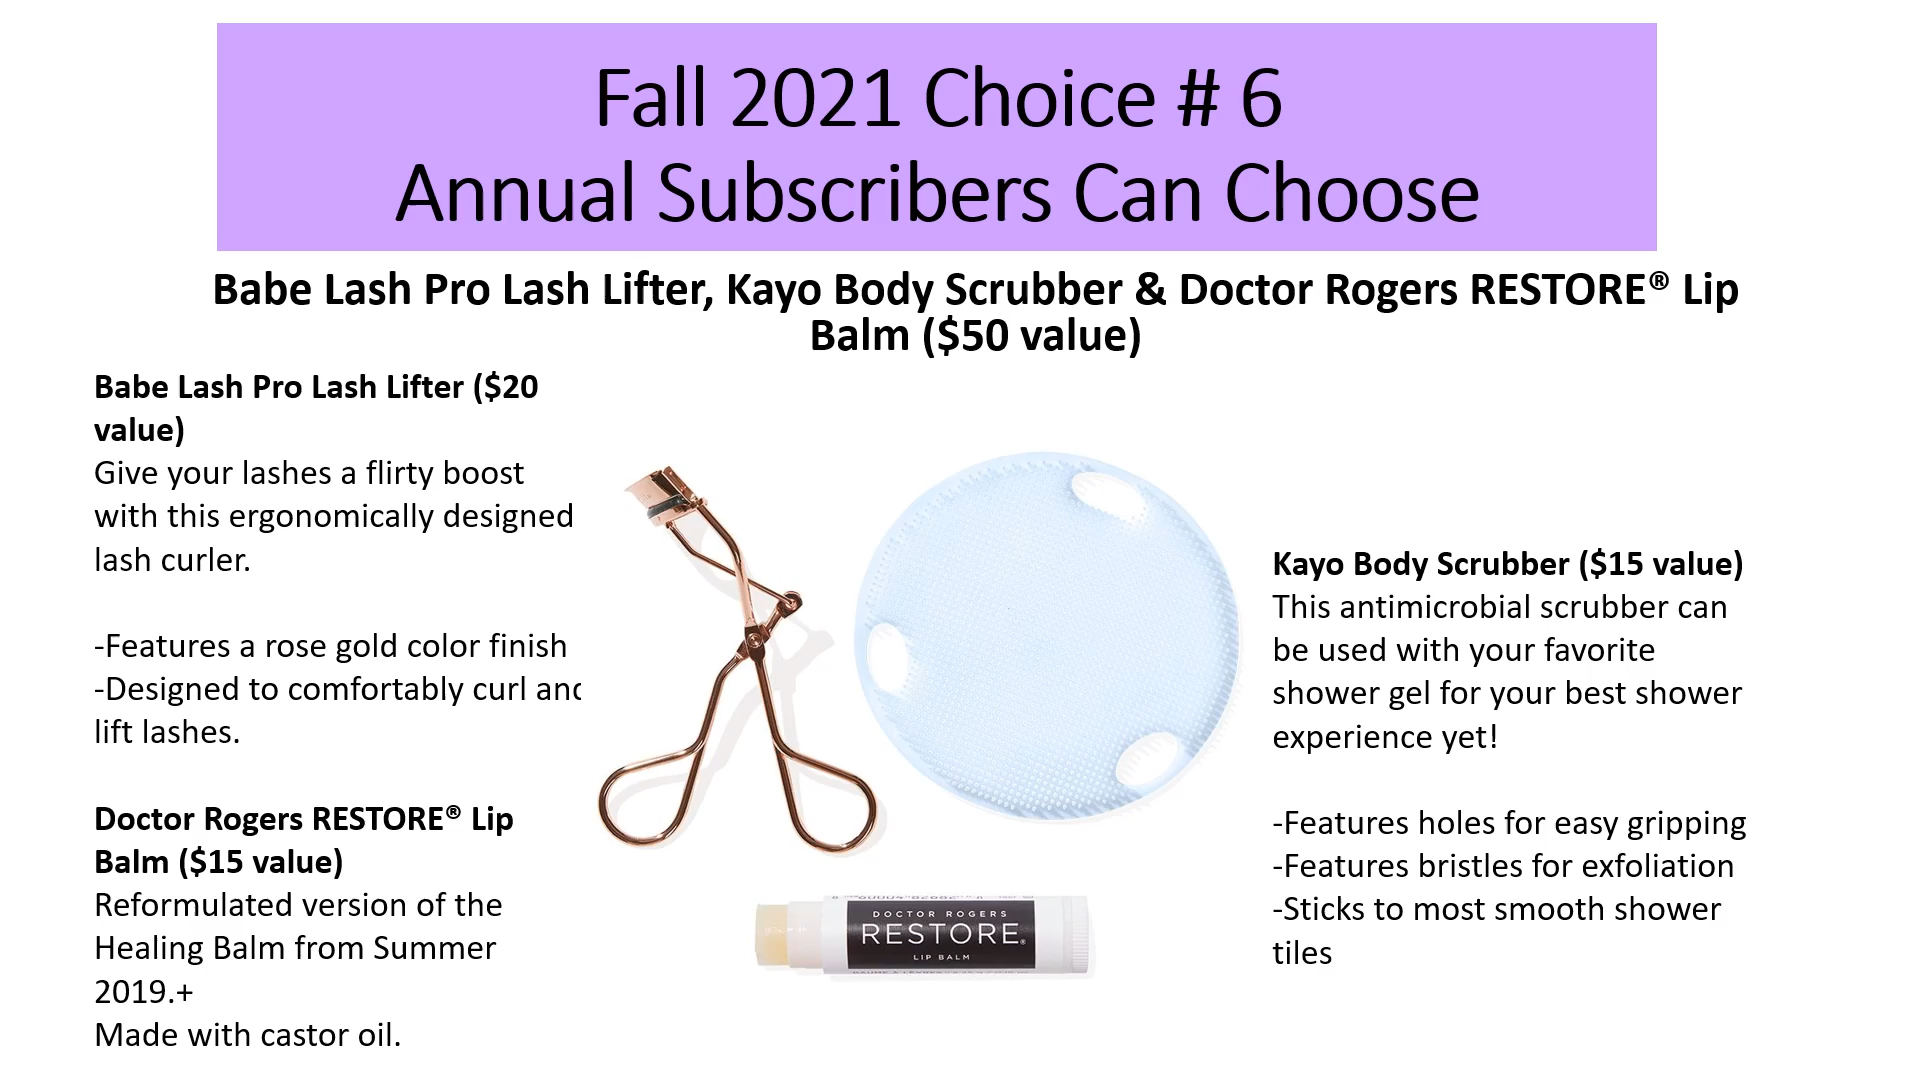 Fall 2021 Choice # 6
Annual Subscribers Can Choose
Babe Lash Pro Lash Lifter, Kayo Body Scrubber & Doctor Rogers RESTORE® Lip
Balm ($50 value)
Babe Lash Pro Lash Lifter ($20
value)
Give your lashes a flirty boost
with this ergonomically designed
lash curler.
-Features a rose gold color finish
-Designed to comfortably curl and
lift lashes.
Doctor Rogers RESTORE® Lip
Balm ($15 value)
Reformulated version of the
Healing Balm from Summer
2019.+
Made with castor oil.
DOCTOR ROGERS
RESTORE®
LIP BALM
Kayo Body Scrubber ($15 value)
This antimicrobial scrubber can
be used with your favorite
shower gel for your best shower
experience yet!
-Features holes for easy gripping
-Features bristles for exfoliation
-Sticks to most smooth shower
tiles